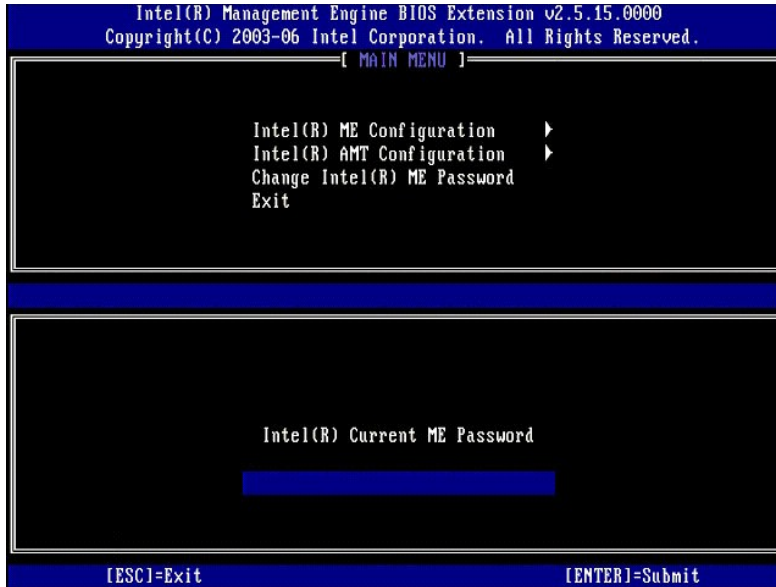 Intel(R) Management Engine BIOS Extension v2.5.15.0000
Copyright(C) 2003-06 Intel Corporation.  All Rights Reserved.
[ MAIN MENU ]
Intel(R) ME Configuration
Intel(R) AMT Configuration
Change Intel(R) ME Password
Exit
Intel(R) Current ME Password
[ESC]=Exit [ENTER]=Submit